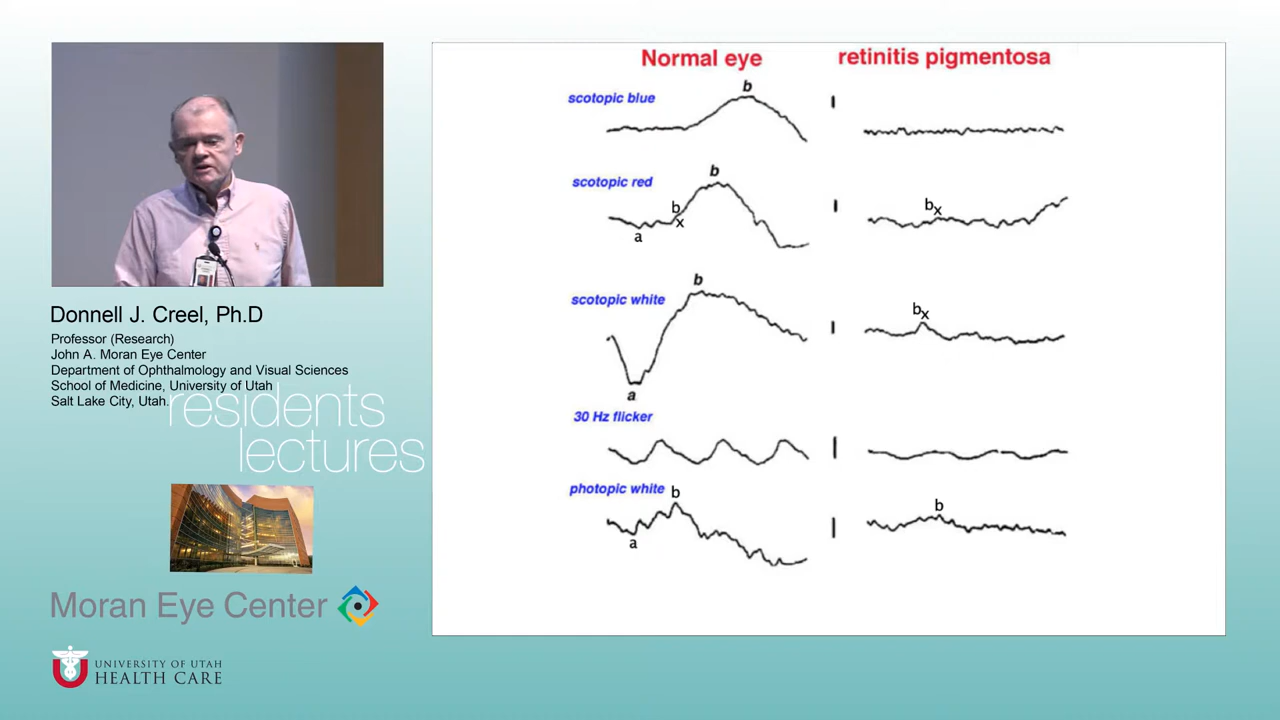 Normal eye
retinitis pigmentosa
scotopic blue
b
scotopic red
b
b
x
a
bx
scotopic white
b
a
bx
30 Hz flicker
photopic white
b
a
b
Donnell J. Creel, Ph.D
Professor (Research)
John A. Moran Eye Center
Department of Ophthalmology and Visual Sciences
School of Medicine, University of Utah
Salt Lake City, Utah.
residents
lectures
Moran Eye Center
UNIVERSITY OF UTAH
HEALTH CARE